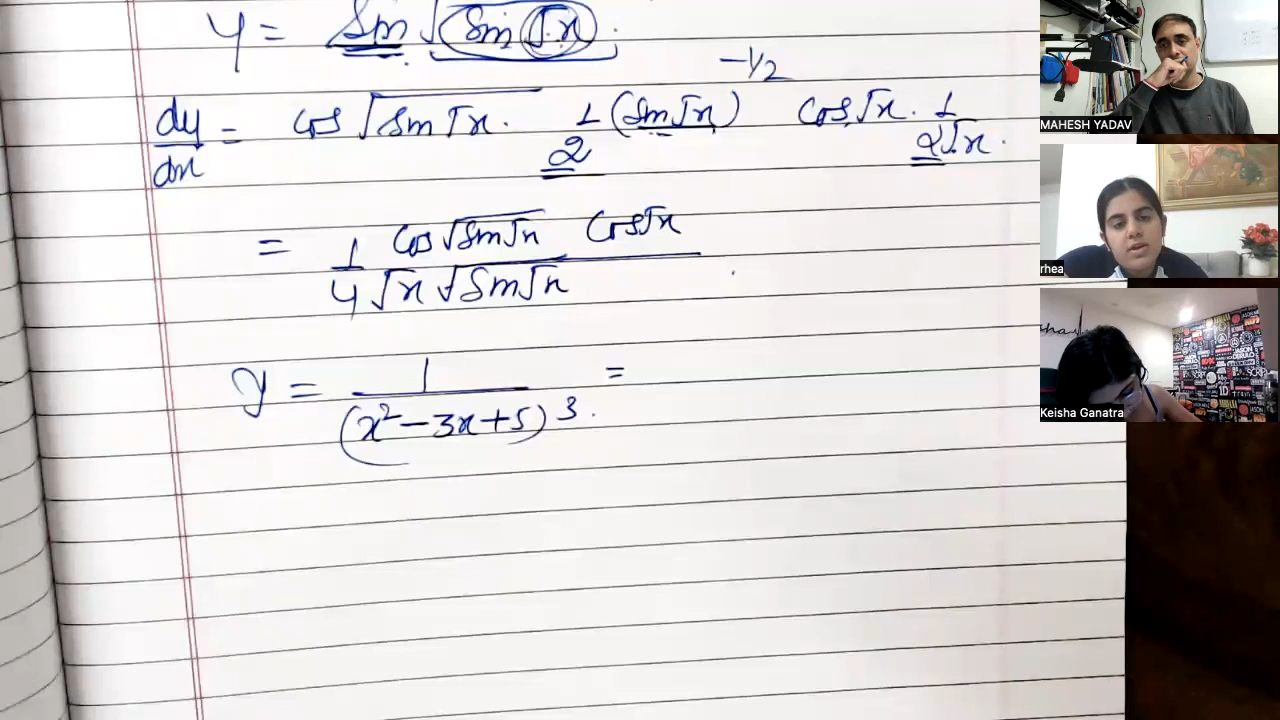 y = Sin √(Sin √x).
dy/dx = Cos √(Sin √x). 1/2 (Sin √x)^(-1/2) Cos √x . 1/(2√x).
= 1/4 Cos √(Sin √x) Cos √x / (√x √(Sin √x))
y = 1/(x² - 3x + 5)³. =
MAHESH YADAV
rhea
Keisha Ganatra